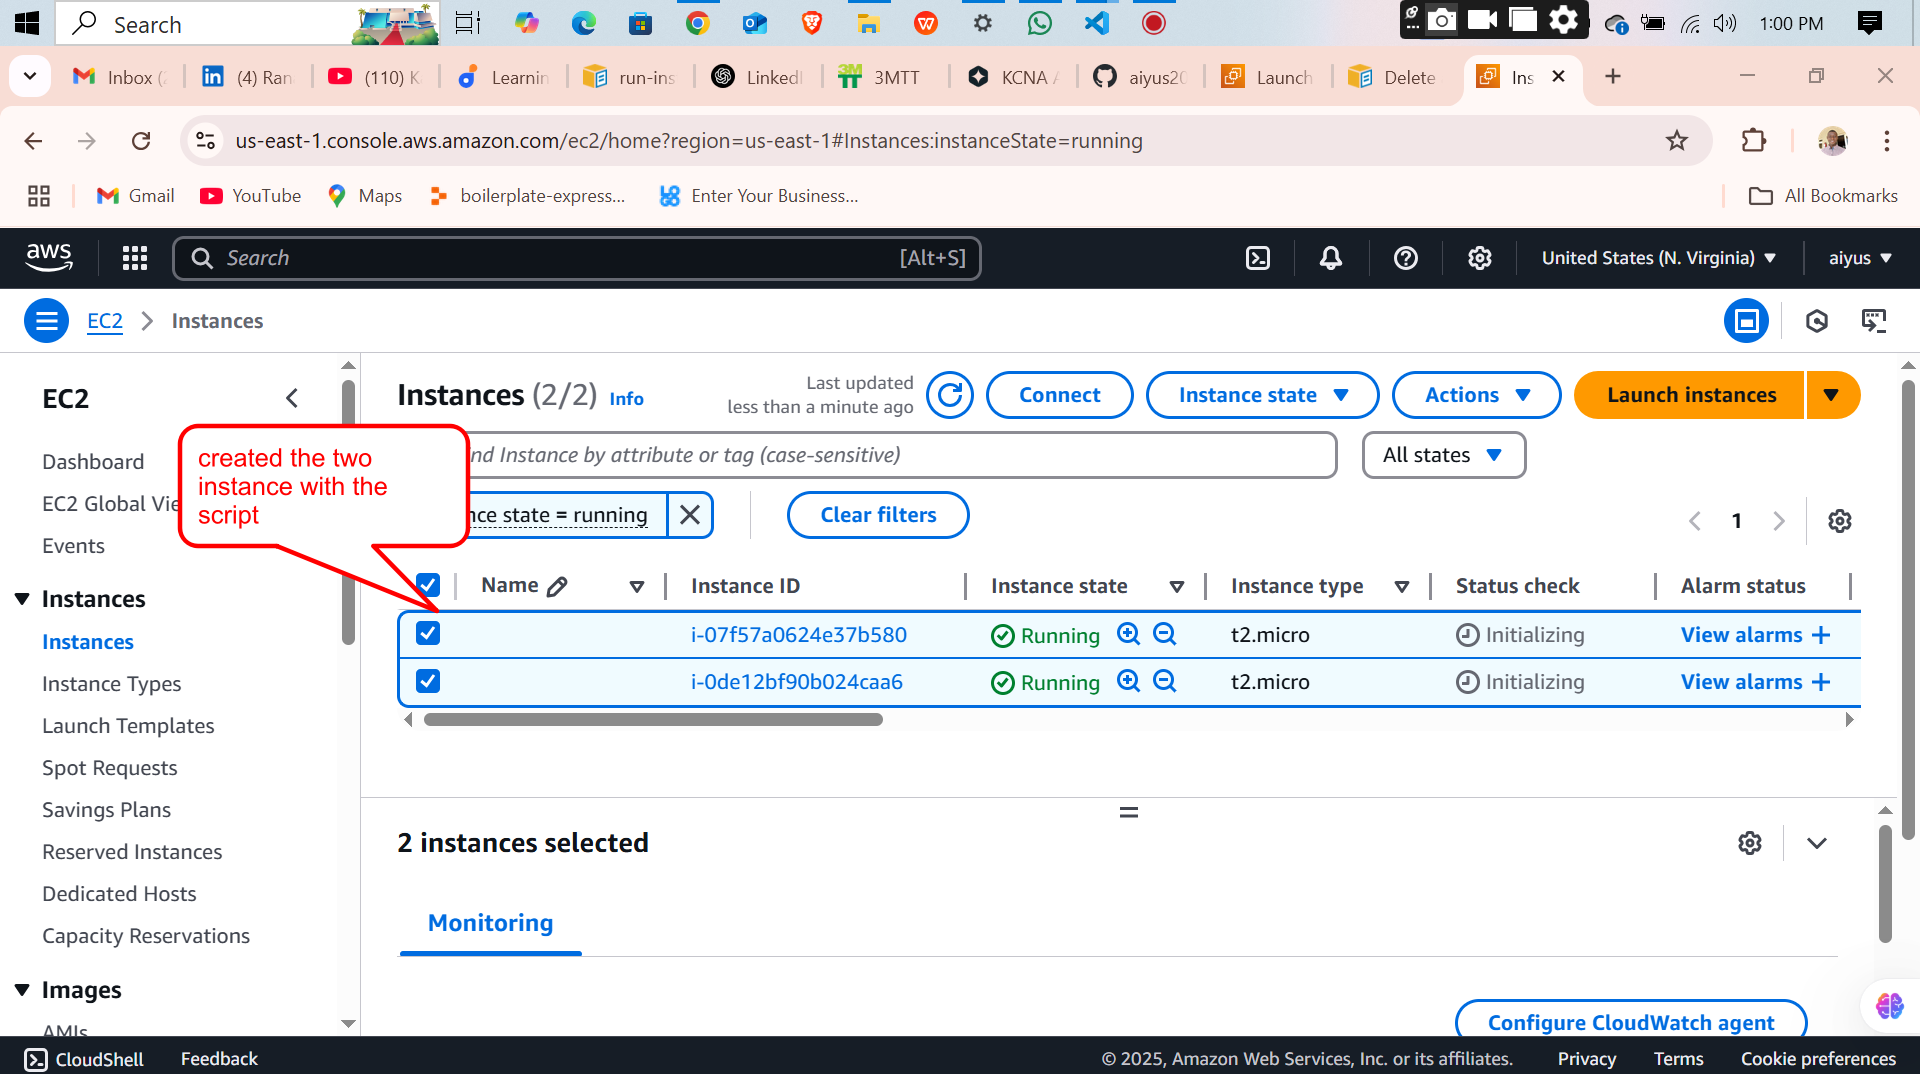 Search
1:00 PM
Inbox (2
(4) Ran
(110) K
Learnin
run-ins
LinkedI
3MTT
KCNA A
aiyus20
Launch
Delete
Ins
us-east-1.console.aws.amazon.com/ec2/home?region=us-east-1#Instances:instanceState=running
Gmail
YouTube
Maps
boilerplate-express...
Enter Your Business...
All Bookmarks
aws
Search
[Alt+S]
United States (N. Virginia)
aiyus
EC2
Instances
EC2
Dashboard
EC2 Global Vie
Events
Instances
Instances
Instance Types
Launch Templates
Spot Requests
Savings Plans
Reserved Instances
Dedicated Hosts
Capacity Reservations
Images
AMIs
created the two
instance with the
script
Instances (2/2) Info
Last updated
less than a minute ago
Connect
Instance state
Actions
Launch instances
nd Instance by attribute or tag (case-sensitive)
All states
nce state = running
Clear filters
1
Name
Instance ID
Instance state
Instance type
Status check
Alarm status
i-07f57a0624e37b580 Running t2.micro Initializing View alarms
i-0de12bf90b024caa6 Running t2.micro Initializing View alarms
2 instances selected
Monitoring
Configure CloudWatch agent
CloudShell
Feedback
© 2025, Amazon Web Services, Inc. or its affiliates.
Privacy
Terms
Cookie preferences